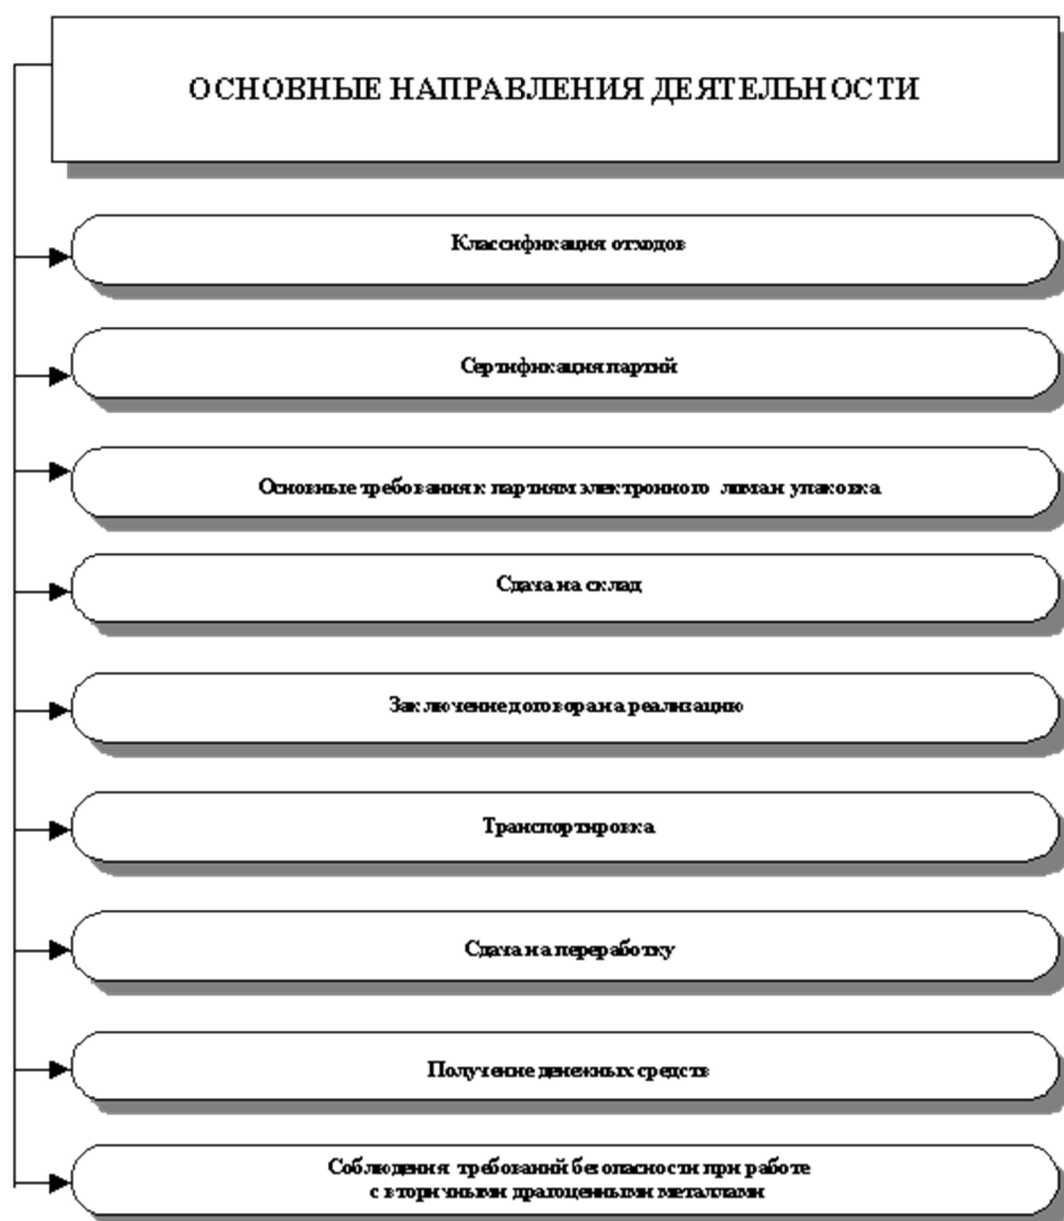 ОСНОВНЫЕ НАПРАВЛЕНИЯ ДЕЯТЕЛЬНОСТИ
Классификация отходов
Сертификация партий
Основные требования к партиям электронного лома и упаковка
Сдача на склад
Заключение договора на реализацию
Транспортировка
Сдача на переработку
Получение денежных средств
Соблюдения требований безопасности при работе
с вторичными драгоценными металлами